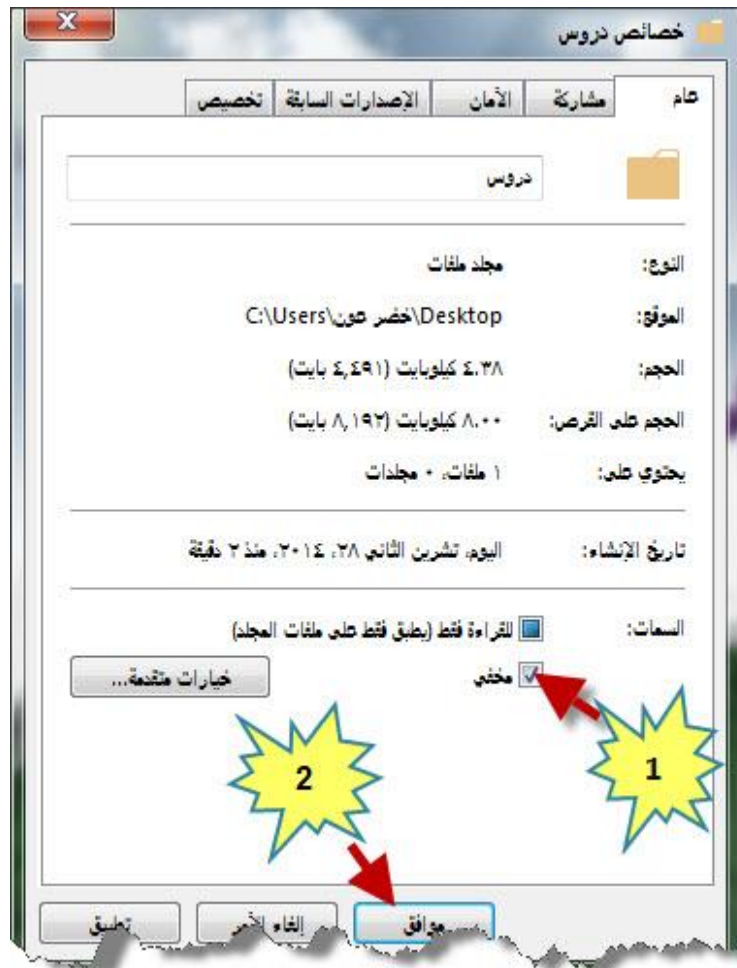 خصائص دروس
عام مشاركة الأمان الإصدارات السابقة تخصيص
دروس
النوع: مجلد ملفات
الموقع: C:\Users\خضر عون\Desktop
الحجم: ٤.٣٨ كيلوبايت (٤,٤٩١ بايت)
الحجم على القرص: ٨.٠٠ كيلوبايت (٨,١٩٢ بايت)
يحتوي على: ١ ملفات، ٠ مجلدات
تاريخ الإنشاء: اليوم، تشرين الثاني ٢٨، ٢٠١٤، منذ ٢ دقيقة
السمات: للقراءة فقط (يطبق فقط على ملفات المجلد)
مخفي خيارات متقدمة...
1
2
موافق إلغاء الأمر تطبيق